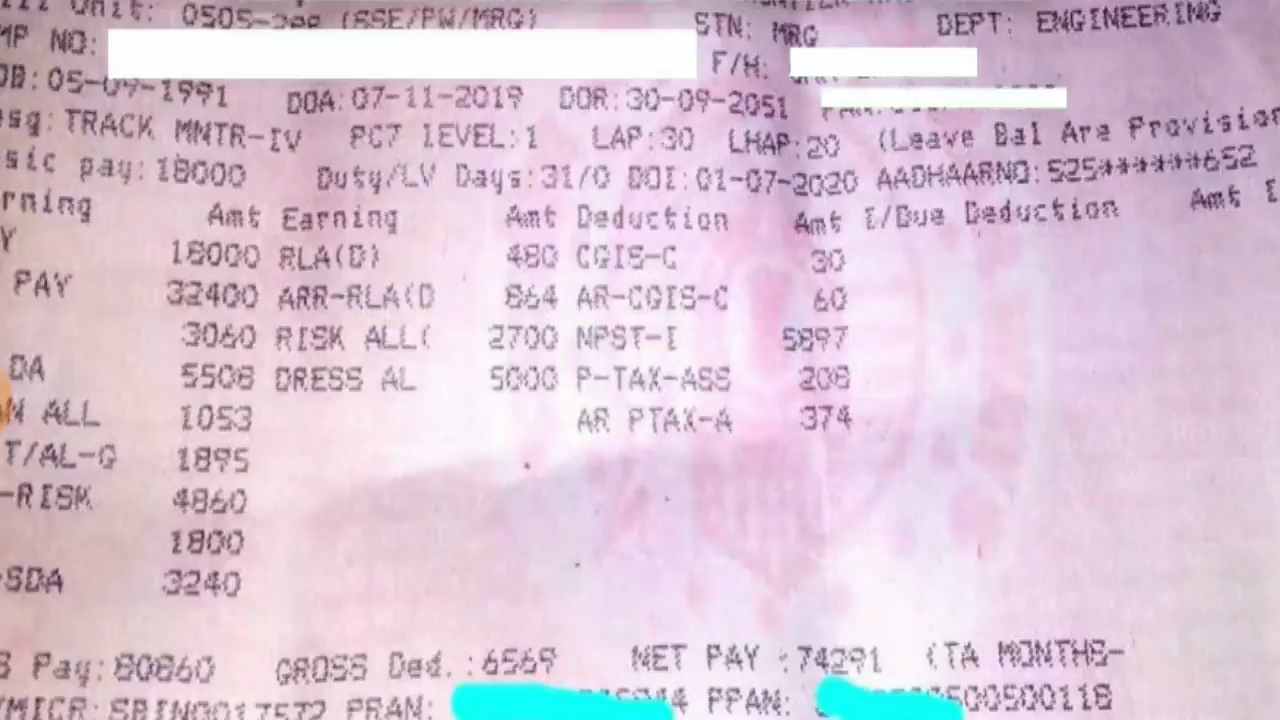 Unit: 0505- (SSE/PW/MRG) STN: MRG DEPT: ENGINEERING
MP NO: F/H:
OB:05-09-1991 DOA:07-11-2019 DOR:30-09-2051
sg:TRACK MNTR-IV PC7 LEVEL:1 LAP:30 LHAP:20 (Leave Bal Are Provision
sic pay:18000 Duty/LV Days:31/0 DOI:01-07-2020 AADHAARNO:525******652
rning Amt Earning Amt Deduction Amt I/Due Deduction Amt I
Y 18000 RLA(D) 480 CGIS-C 30
PAY 32400 ARR-RLA(D 864 AR-CGIS-C 60
3060 RISK ALL( 2700 NPST-I 5897
DA 5508 DRESS AL 5000 P-TAX-ASS 208
N ALL 1053 AR PTAX-A 374
T/AL-G 1895
-RISK 4860
1800
-SDA 3240
S Pay:80860 GROSS Ded.:6569 NET PAY :74291 (TA MONTHS-
/MICR:SBIN0017572 PRAN: 4 PPAN: 500500118